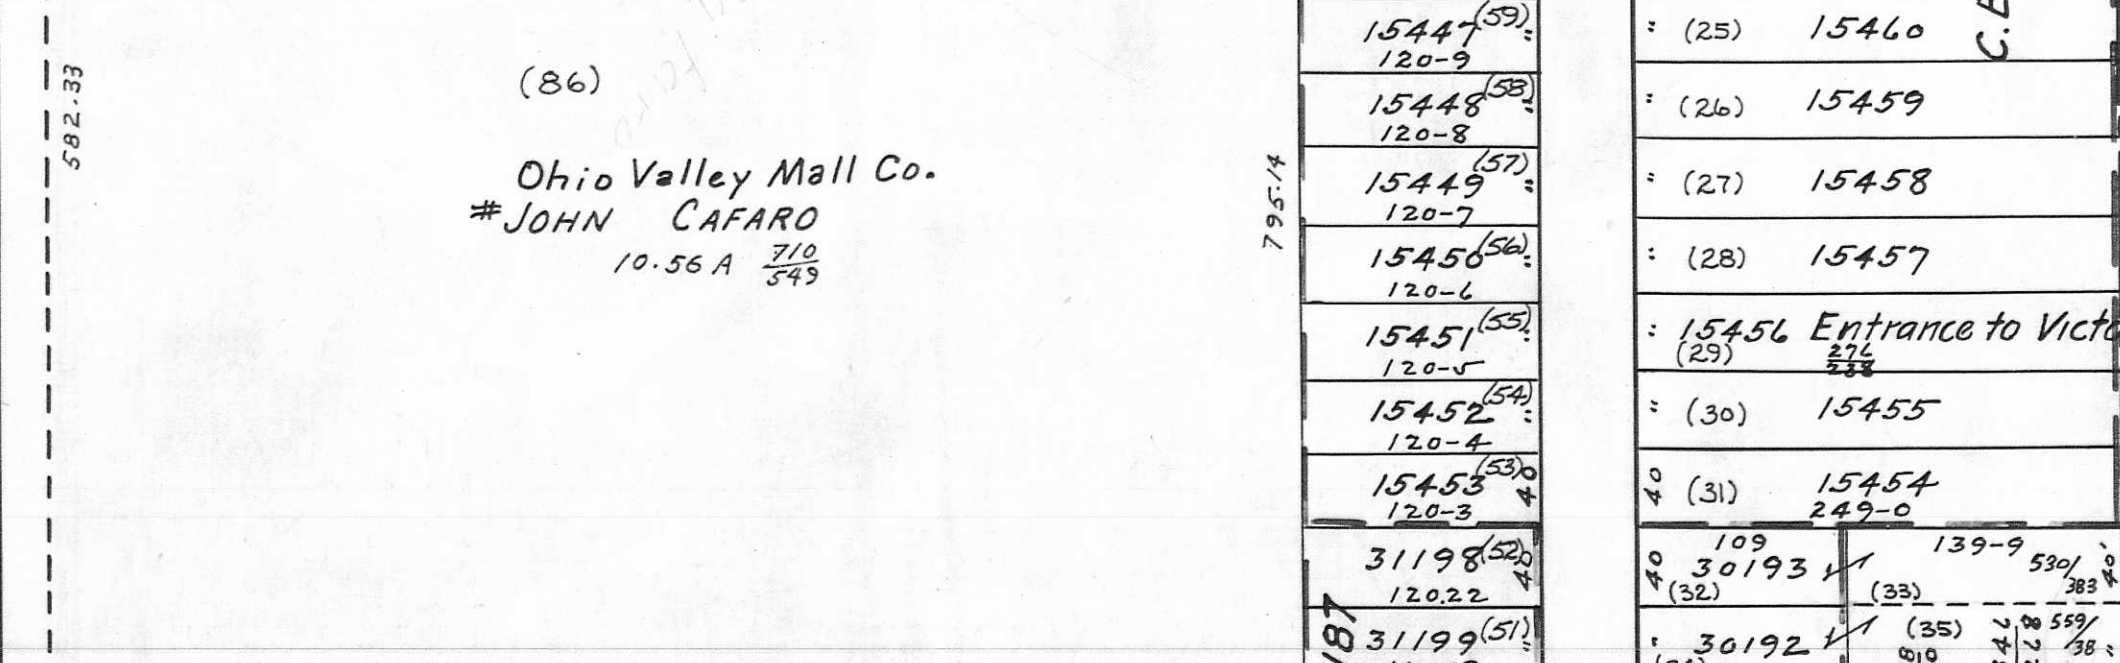 582.33
(86)
Ohio Valley Mall Co.
#JOHN CAFARO
10.56 A 710/549
795.14
15447 (59) "
120-9
15448 (58) "
120-8
15449 (57) "
120-7
15450 (56) "
120-6
15451 (55) "
120-5
15452 (54) "
120-4
15453 (53) 40
120-3
31198 (52) 40
120.22
187
31199 (51) "
" (25) 15460
C.
" (26) 15459
" (27) 15458
" (28) 15457
" 15456 Entrance to Victo
(29) 276/238
" (30) 15455
40 (31) 15454
249-0
109
40 30193
(32)
139-9
530/383 40'
(33)
" 30192
(35)
559/38 "